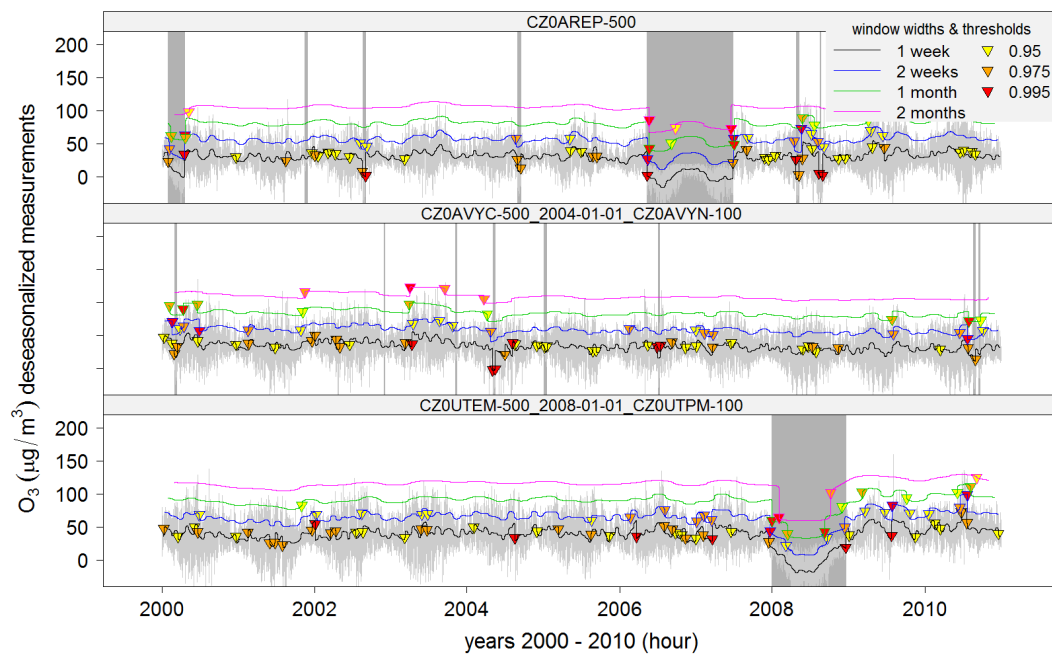 CZ0AREP-500
window widths & thresholds
1 week 0.95
2 weeks 0.975
1 month 0.995
2 months
200
150
100
50
0
CZ0AVYC-500_2004-01-01_CZ0AVYN-100
O₃ (μg/m³) deseasonalized measurements
CZ0UTEM-500_2008-01-01_CZ0UTPM-100
200
150
100
50
0
2000 2002 2004 2006 2008 2010
years 2000 - 2010 (hour)